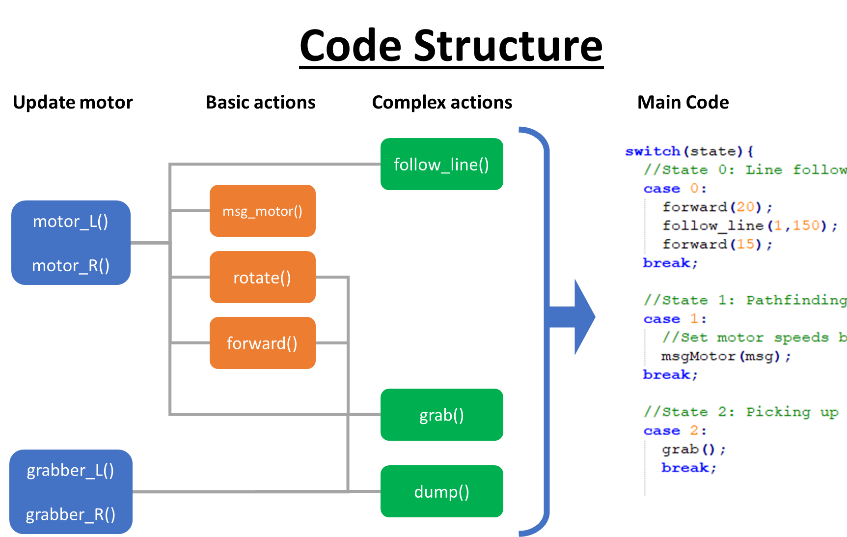 Code Structure
Update motor
Basic actions
Complex actions
Main Code
motor_L()
motor_R()
grabber_L()
grabber_R()
msg_motor()
rotate()
forward()
follow_line()
grab()
dump()
switch(state){
//State 0: Line follow
case 0:
forward(20);
follow_line(1,150);
forward(15);
break;
//State 1: Pathfinding
case 1:
//Set motor speeds b
msgMotor(msg);
break;
//State 2: Picking up
case 2:
grab();
break;